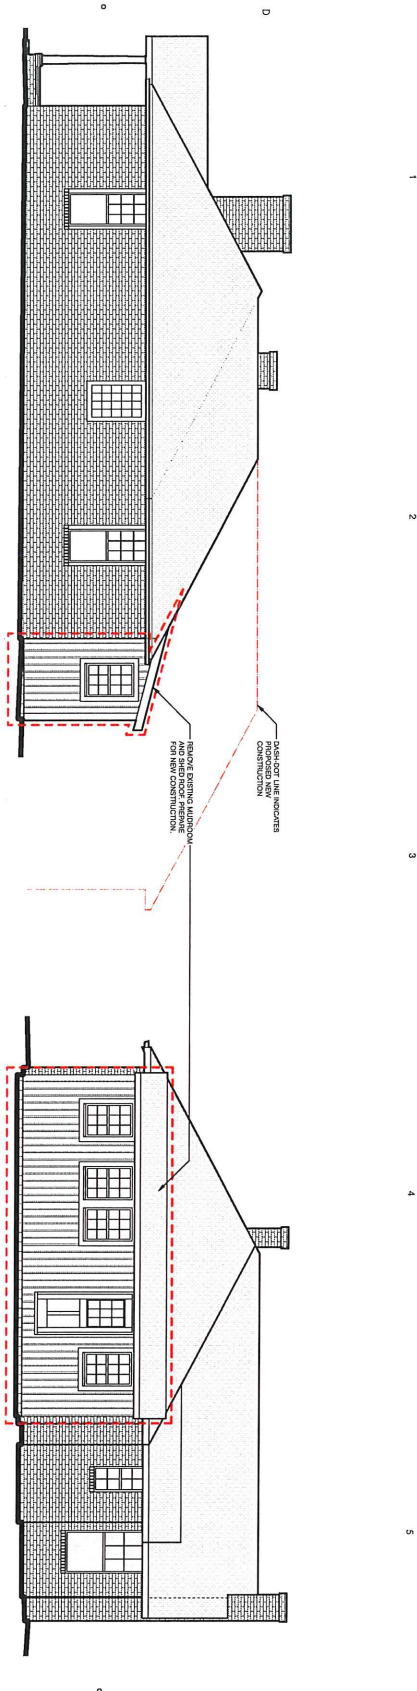 D
1
2
3
4
5
DASH-DOT LINE INDICATES
PROPOSED NEW
CONSTRUCTION
REMOVE EXISTING MUDROOM
AND SHED ROOF. PREPARE
FOR NEW CONSTRUCTION.